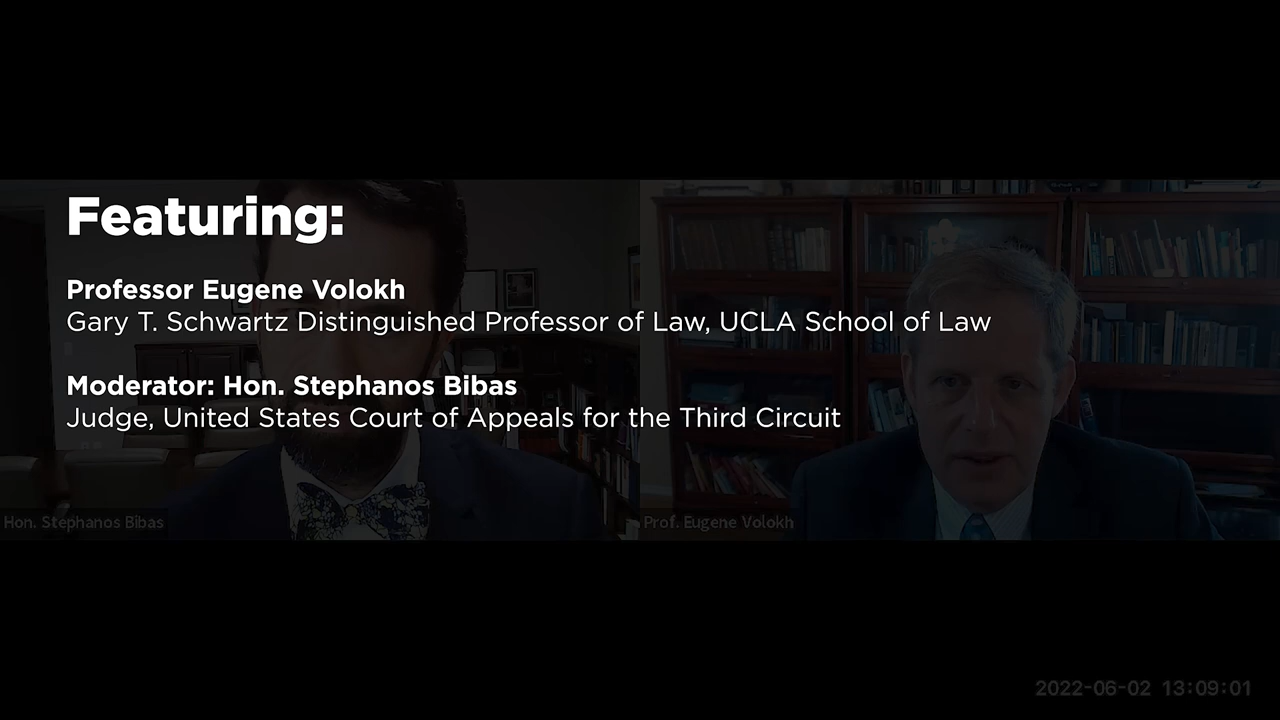 Featuring:
Professor Eugene Volokh
Gary T. Schwartz Distinguished Professor of Law, UCLA School of Law
Moderator: Hon. Stephanos Bibas
Judge, United States Court of Appeals for the Third Circuit
Hon. Stephanos Bibas
Prof. Eugene Volokh
2022-06-02 13:09:01